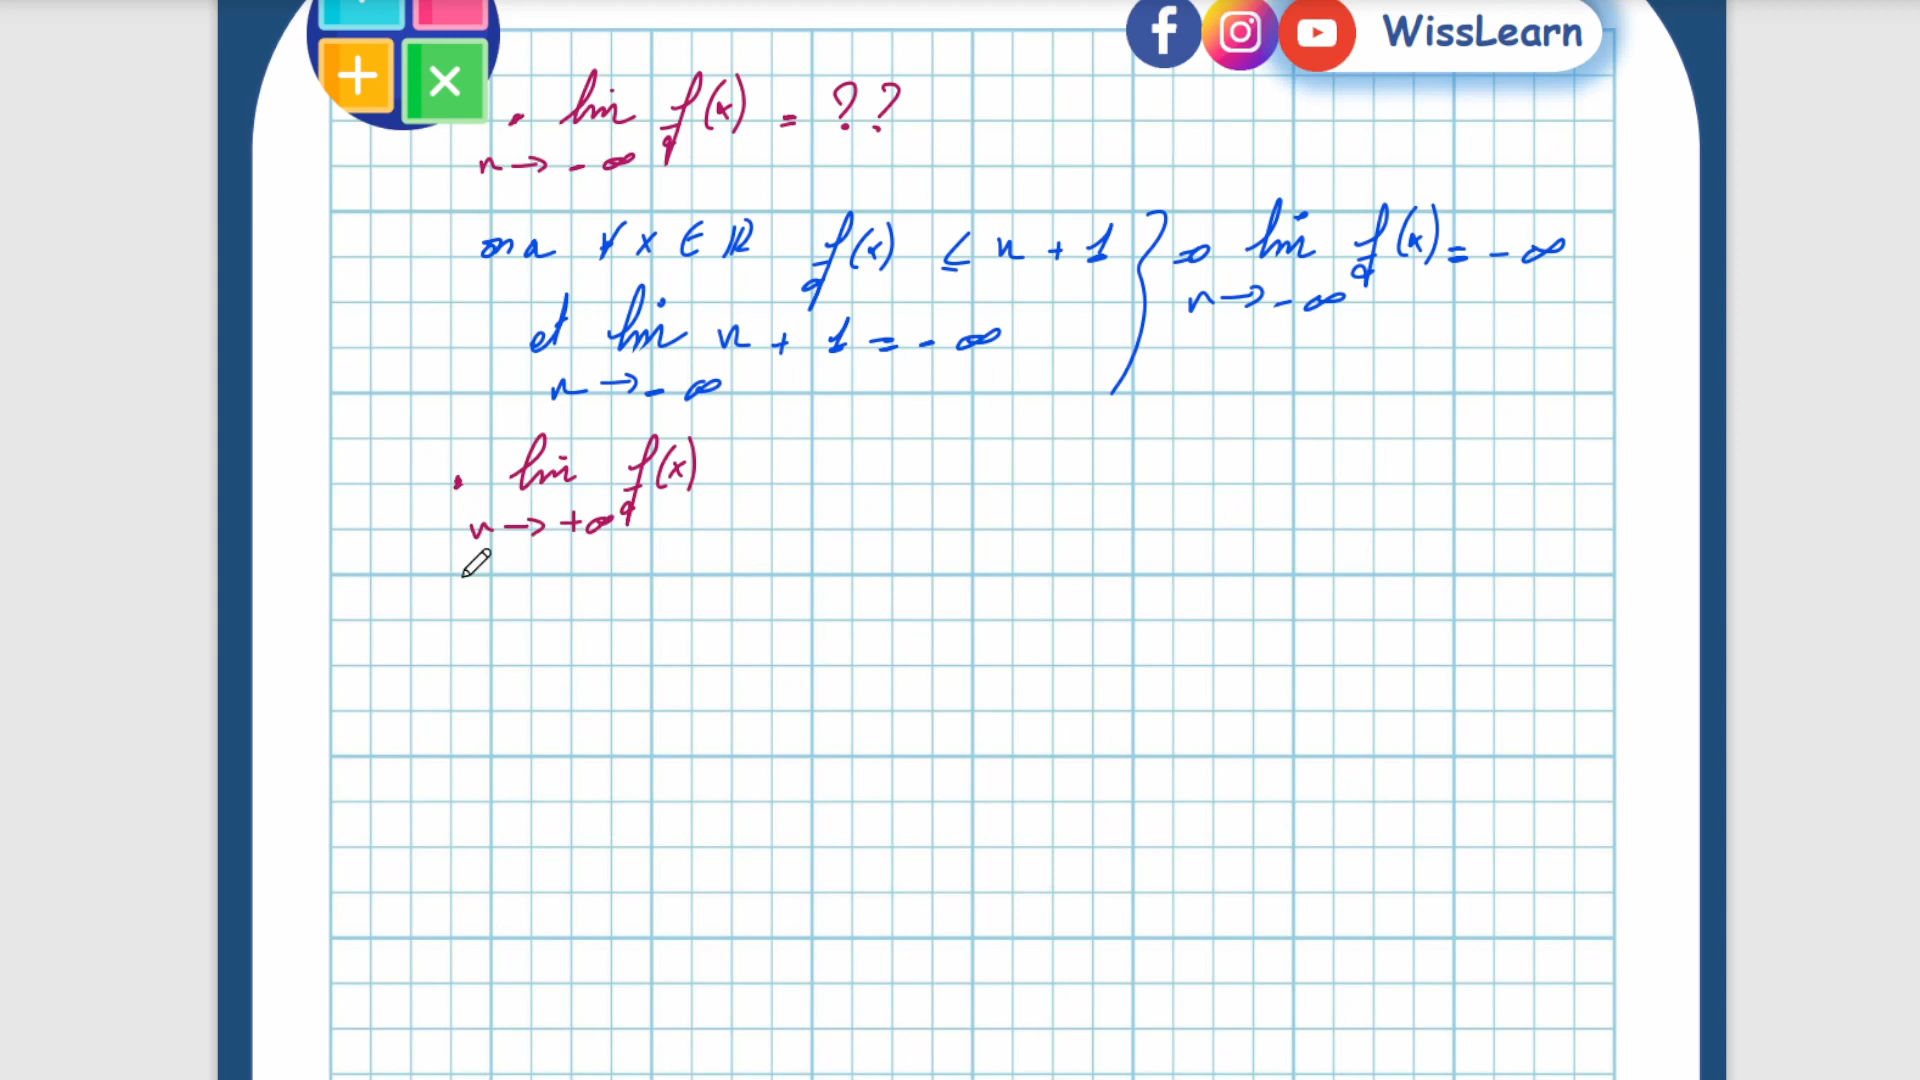 WissLearn
. lim f(x) = ??
x → - ∞
on a ∀ x ∈ ℝ f(x) ≤ x + 1 } ⇒ lim f(x) = - ∞
x → - ∞
et lim x + 1 = - ∞
x → - ∞
. lim f(x)
x → + ∞